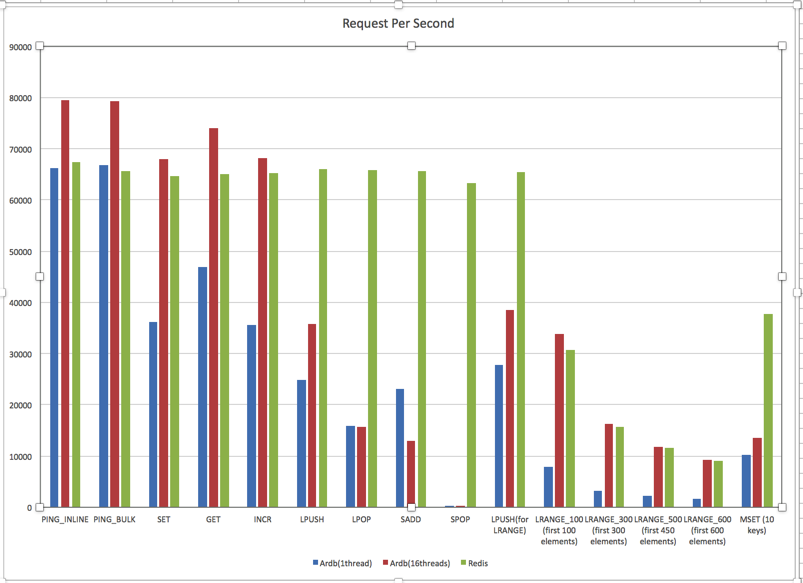 Request Per Second
90000
80000
70000
60000
50000
40000
30000
20000
10000
0
PING_INLINE PING_BULK SET GET INCR LPUSH LPOP SADD SPOP LPUSH(for LRANGE_100 LRANGE_300 LRANGE_500 LRANGE_600 MSET (10
LRANGE) (first 100 (first 300 (first 450 (first 600 keys)
elements) elements) elements) elements)
Ardb(1thread) Ardb(16threads) Redis